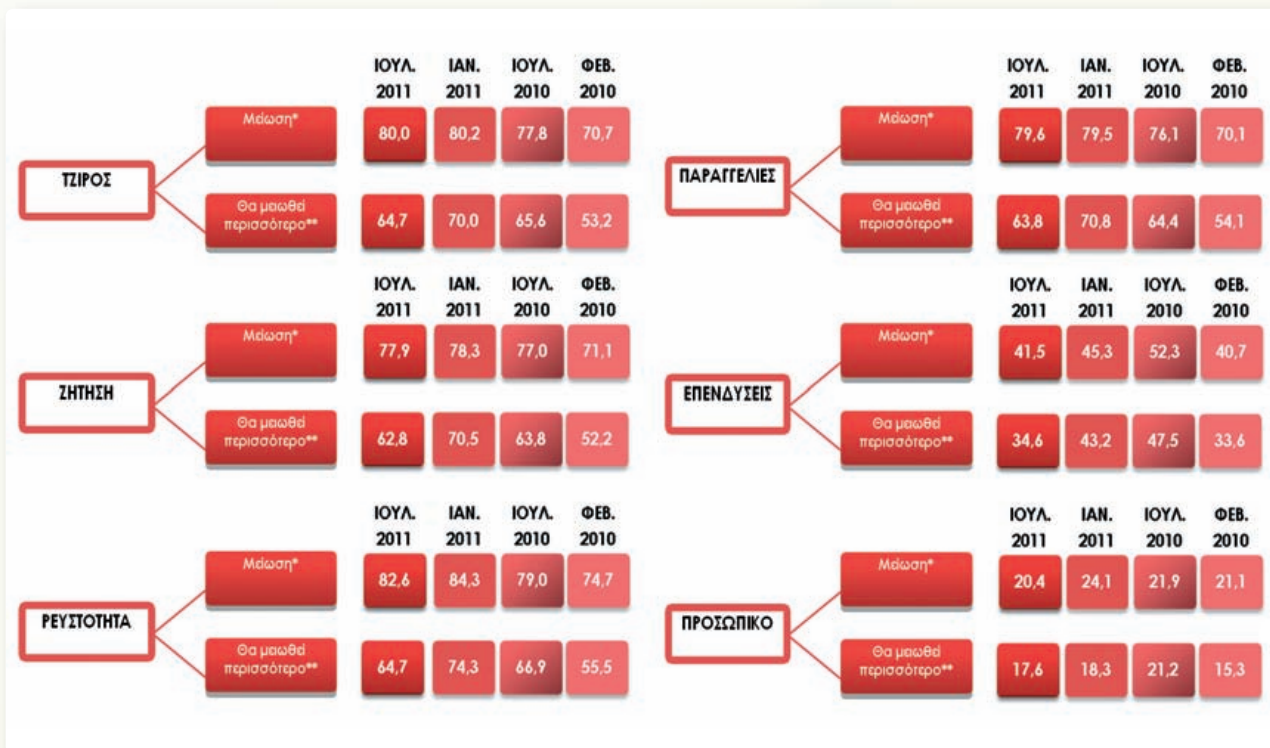 ΙΟΥΛ. ΙΑΝ. ΙΟΥΛ. ΦΕΒ.
2011 2011 2010 2010
Μείωση* 80,0 80,2 77,8 70,7
ΤΖΙΡΟΣ
Θα μειωθεί
περισσότερο** 64,7 70,0 65,6 53,2
ΙΟΥΛ. ΙΑΝ. ΙΟΥΛ. ΦΕΒ.
2011 2011 2010 2010
Μείωση* 77,9 78,3 77,0 71,1
ΖΗΤΗΣΗ
Θα μειωθεί
περισσότερο** 62,8 70,5 63,8 52,2
ΙΟΥΛ. ΙΑΝ. ΙΟΥΛ. ΦΕΒ.
2011 2011 2010 2010
Μείωση* 82,6 84,3 79,0 74,7
ΡΕΥΣΤΟΤΗΤΑ
Θα μειωθεί
περισσότερο** 64,7 74,3 66,9 55,5
ΙΟΥΛ. ΙΑΝ. ΙΟΥΛ. ΦΕΒ.
2011 2011 2010 2010
Μείωση* 79,6 79,5 76,1 70,1
ΠΑΡΑΓΓΕΛΙΕΣ
Θα μειωθεί
περισσότερο** 63,8 70,8 64,4 54,1
ΙΟΥΛ. ΙΑΝ. ΙΟΥΛ. ΦΕΒ.
2011 2011 2010 2010
Μείωση* 41,5 45,3 52,3 40,7
ΕΠΕΝΔΥΣΕΙΣ
Θα μειωθεί
περισσότερο** 34,6 43,2 47,5 33,6
ΙΟΥΛ. ΙΑΝ. ΙΟΥΛ. ΦΕΒ.
2011 2011 2010 2010
Μείωση* 20,4 24,1 21,9 21,1
ΠΡΟΣΩΠΙΚΟ
Θα μειωθεί
περισσότερο** 17,6 18,3 21,2 15,3